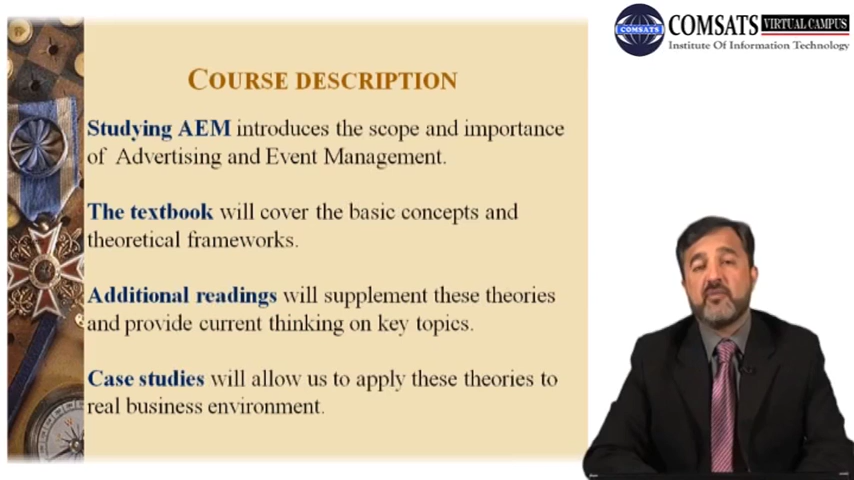 COMSATS VIRTUAL CAMPUS
COMSATS
Institute Of Information Technology
COURSE DESCRIPTION
Studying AEM introduces the scope and importance
of Advertising and Event Management.
The textbook will cover the basic concepts and
theoretical frameworks.
Additional readings will supplement these theories
and provide current thinking on key topics.
Case studies will allow us to apply these theories to
real business environment.